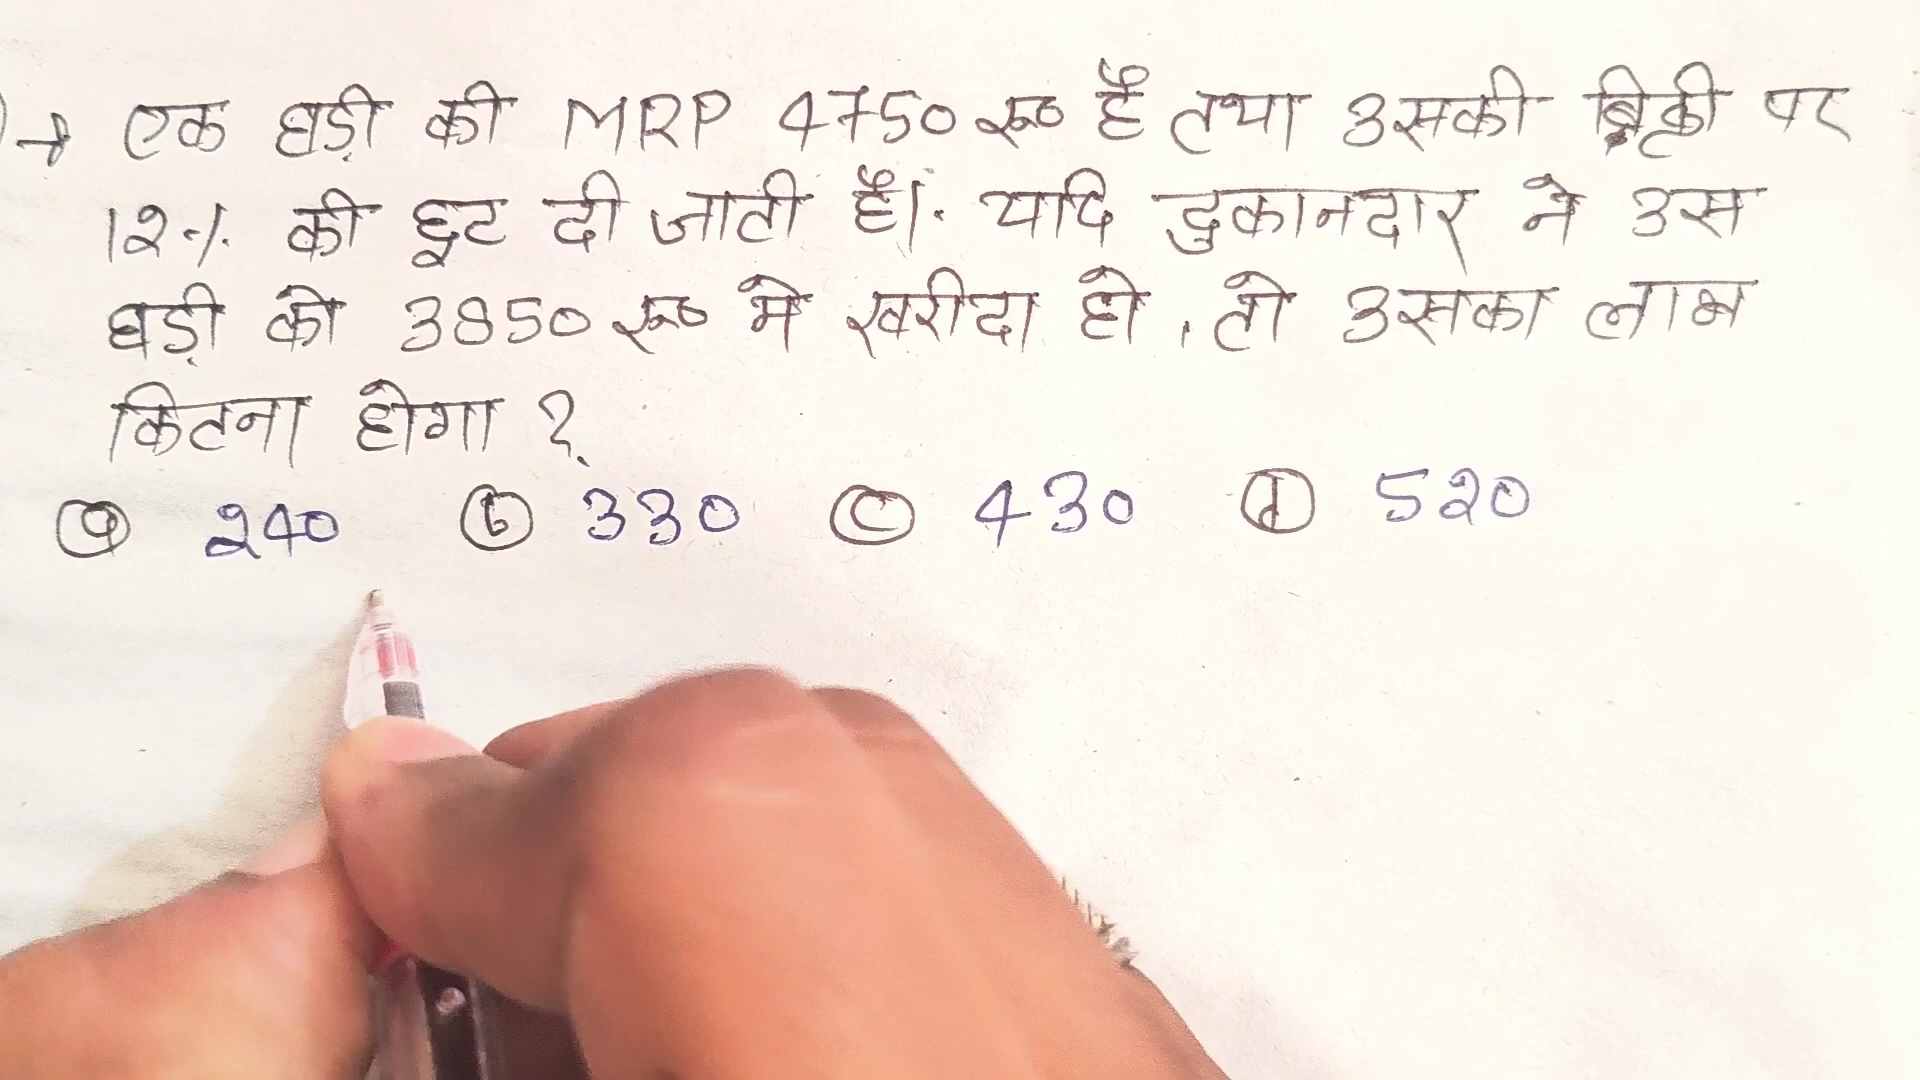 → एक घड़ी की MRP 4750 रू० है तथा उसकी बिक्री पर
12% की छूट दी जाती है। यदि दुकानदार ने उस
घड़ी को 3850 रू० मे खरीदा हो, तो उसका लाभ
कितना होगा ?
(a) 240 (b) 330 (c) 430 (d) 520